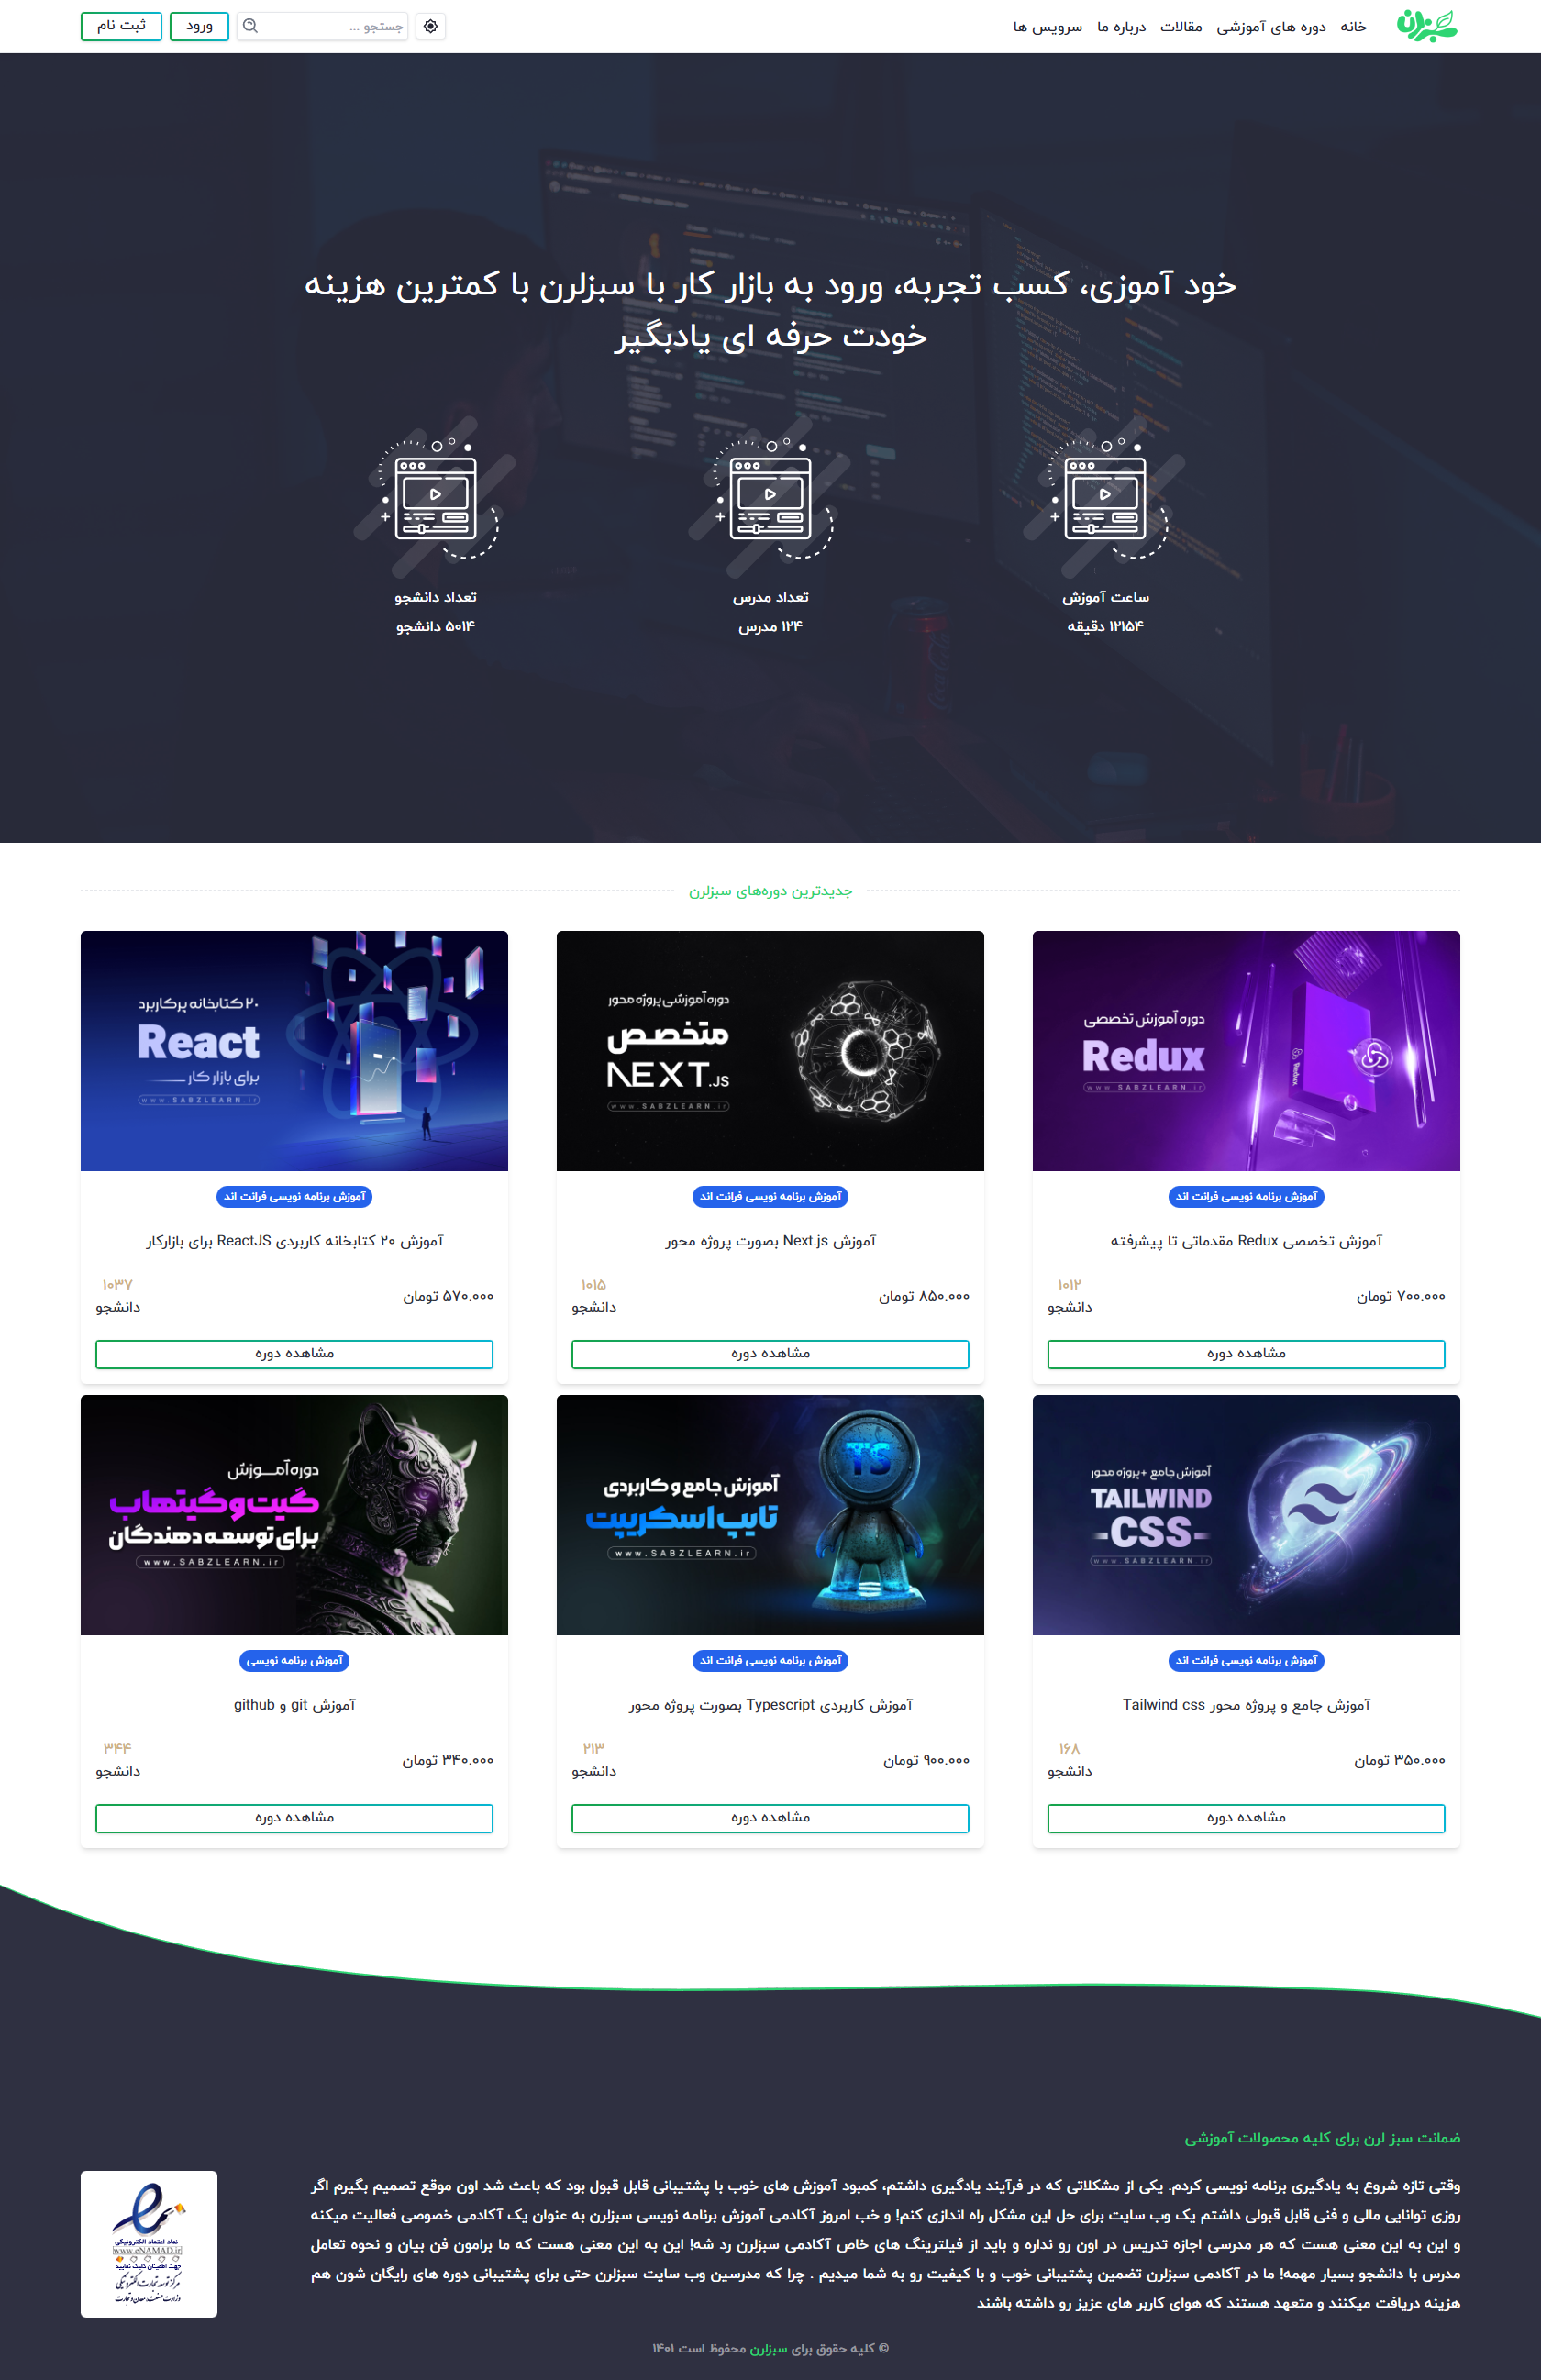 سبزلرن
خانه
دوره های آموزشی
مقالات
درباره ما
سرویس ها
جستجو ...
ورود
ثبت نام
خود آموزی، کسب تجربه، ورود به بازار کار با سبزلرن با کمترین هزینه
خودت حرفه ای یادبگیر
ساعت آموزش
۱۲۱۵۴ دقیقه
تعداد مدرس
۱۲۴ مدرس
تعداد دانشجو
۵۰۱۴ دانشجو
جدیدترین دوره‌های سبزلرن
دوره آموزش تخصصی
Redux
www.SABZLEARN.ir
Redux
آموزش برنامه نویسی فرانت اند
آموزش تخصصی Redux مقدماتی تا پیشرفته
۷۰۰.۰۰۰ تومان
۱۰۱۲
دانشجو
مشاهده دوره
دوره آموزشی پروژه محور
متخصص
NEXT.JS
www.SABZLEARN.ir
آموزش برنامه نویسی فرانت اند
آموزش Next.js بصورت پروژه محور
۸۵۰.۰۰۰ تومان
۱۰۱۵
دانشجو
مشاهده دوره
۲۰ کتابخانه پرکاربرد
React
برای بازار کار
www.SABZLEARN.ir
آموزش برنامه نویسی فرانت اند
آموزش ۲۰ کتابخانه کاربردی ReactJS برای بازارکار
۵۷۰.۰۰۰ تومان
۱۰۳۷
دانشجو
مشاهده دوره
آموزش جامع + پروژه محور
TAILWIND
-CSS-
www.SABZLEARN.ir
آموزش برنامه نویسی فرانت اند
آموزش جامع و پروژه محور Tailwind css
۳۵۰.۰۰۰ تومان
۱۶۸
دانشجو
مشاهده دوره
TS
آموزش جامع و کاربردی
تایپ اسکریپت
www.SABZLEARN.ir
آموزش برنامه نویسی فرانت اند
آموزش کاربردی Typescript بصورت پروژه محور
۹۰۰.۰۰۰ تومان
۲۱۳
دانشجو
مشاهده دوره
دوره آموزش
گیت و گیتهاب
برای توسعه دهندگان
www.SABZLEARN.ir
آموزش برنامه نویسی
آموزش git و github
۳۴۰.۰۰۰ تومان
۳۴۴
دانشجو
مشاهده دوره
ضمانت سبز لرن برای کلیه محصولات آموزشی
وقتی تازه شروع به یادگیری برنامه نویسی کردم. یکی از مشکلاتی که در فرآیند یادگیری داشتم، کمبود آموزش های خوب با پشتیبانی قابل قبول بود که باعث شد اون موقع تصمیم بگیرم اگر
روزی توانایی مالی و فنی قابل قبولی داشتم یک وب سایت برای حل این مشکل راه اندازی کنم! و خب امروز آکادمی آموزش برنامه نویسی سبزلرن به عنوان یک آکادمی خصوصی فعالیت میکنه
و این به این معنی هست که هر مدرسی اجازه تدریس در اون رو نداره و باید از فیلترینگ های خاص آکادمی سبزلرن رد شه! این به این معنی هست که ما برامون فن بیان و نحوه تعامل
مدرس با دانشجو بسیار مهمه! ما در آکادمی سبزلرن تضمین پشتیبانی خوب و با کیفیت رو به شما میدیم . چرا که مدرسین وب سایت سبزلرن حتی برای پشتیبانی دوره های رایگان شون هم
هزینه دریافت میکنند و متعهد هستند که هوای کاربر های عزیز رو داشته باشند
نماد اعتماد الکترونیکی
www.eNAMAD.ir
جهت اطمینان کلیک نمایید
مرکز توسعه تجارت الکترونیکی
وزارت صنعت، معدن و تجارت
© کلیه حقوق برای سبزلرن محفوظ است ۱۴۰۱